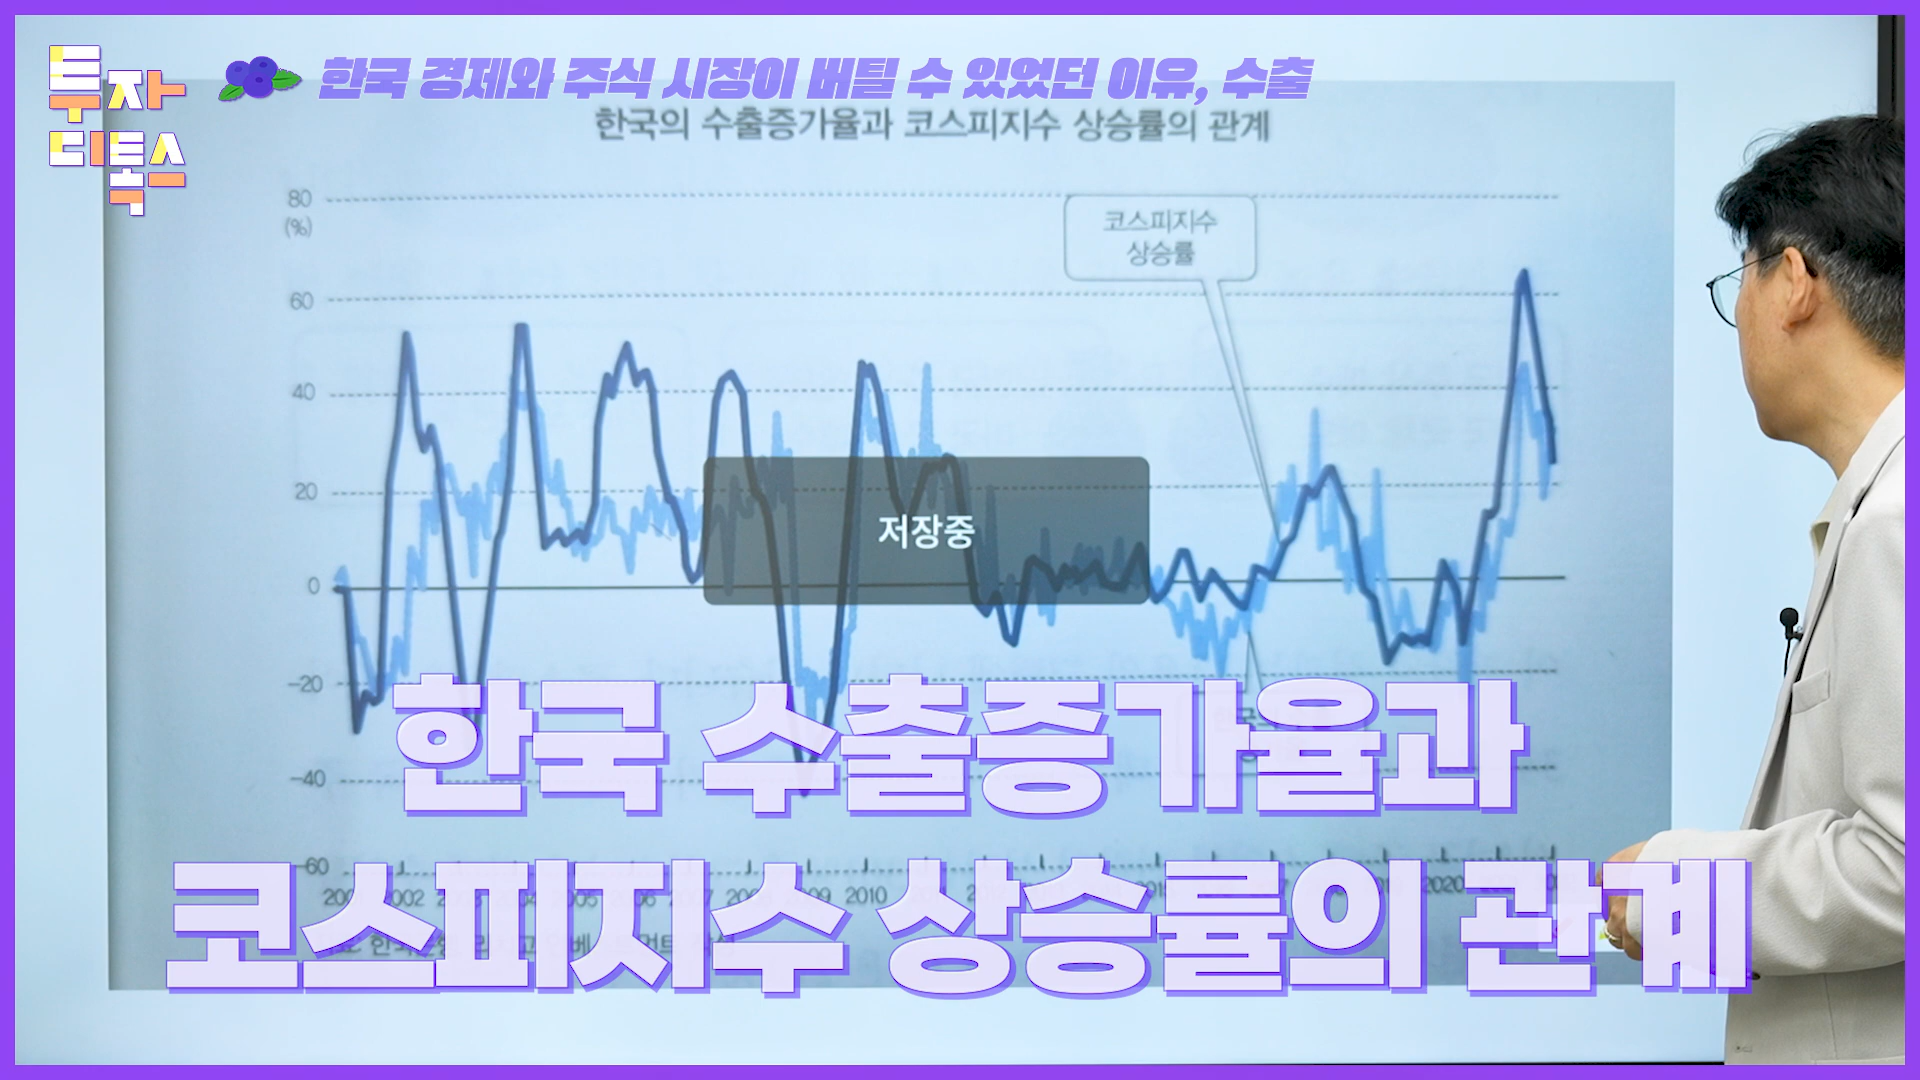 투자
디톡스
한국 경제와 주식 시장이 버틸 수 있었던 이유, 수출
한국의 수출증가율과 코스피지수 상승률의 관계
80
(%)
코스피지수
상승률
60
40
20
저장중
0
-20
-40
-60
2002 2010 2020
한국 수출증가율과
코스피지수 상승률의 관계